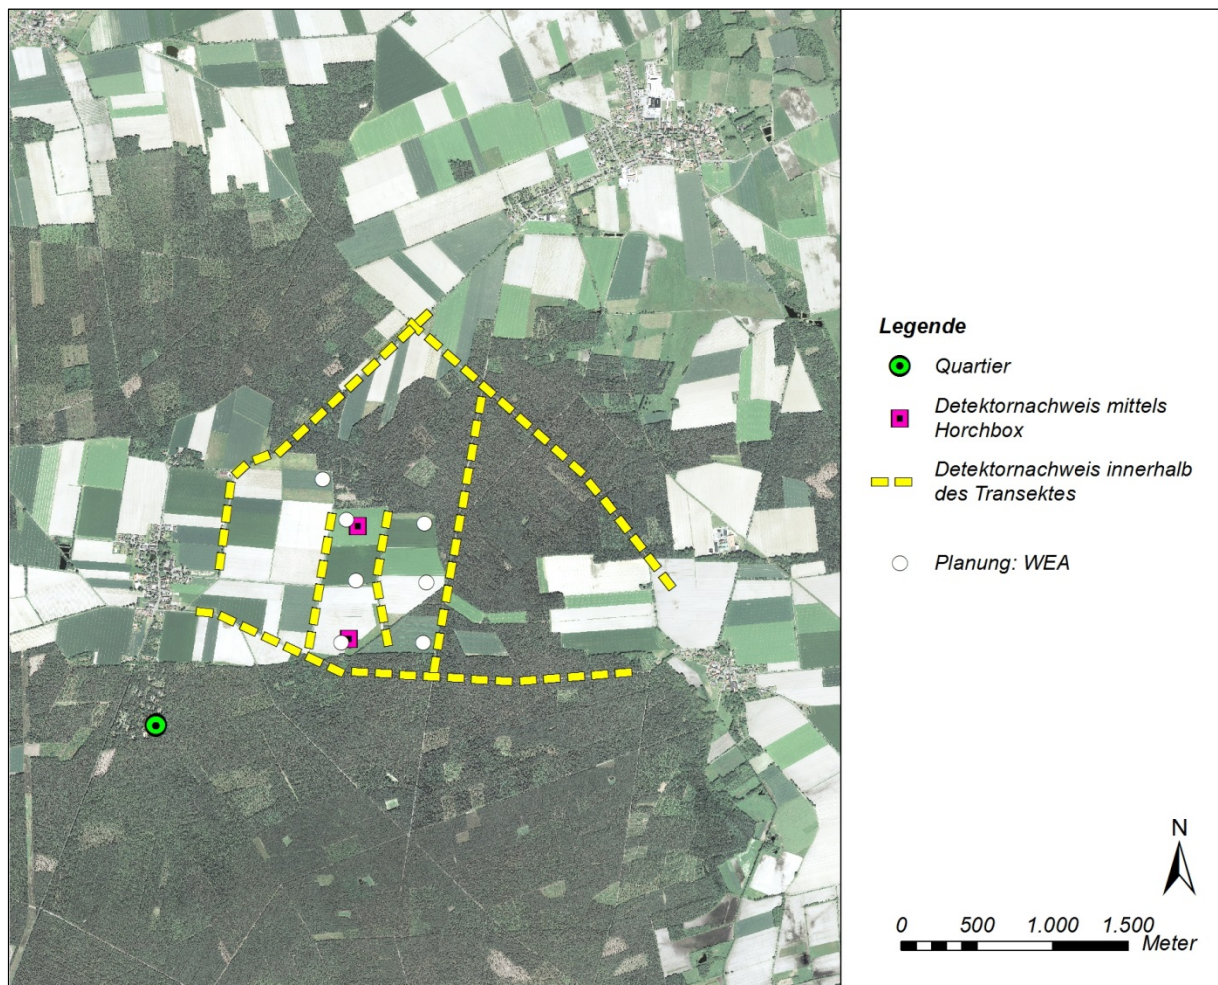 Legende
Quartier
Detektornachweis mittels
Horchbox
Detektornachweis innerhalb
des Transektes
Planung: WEA
N
0 500 1.000 1.500
Meter